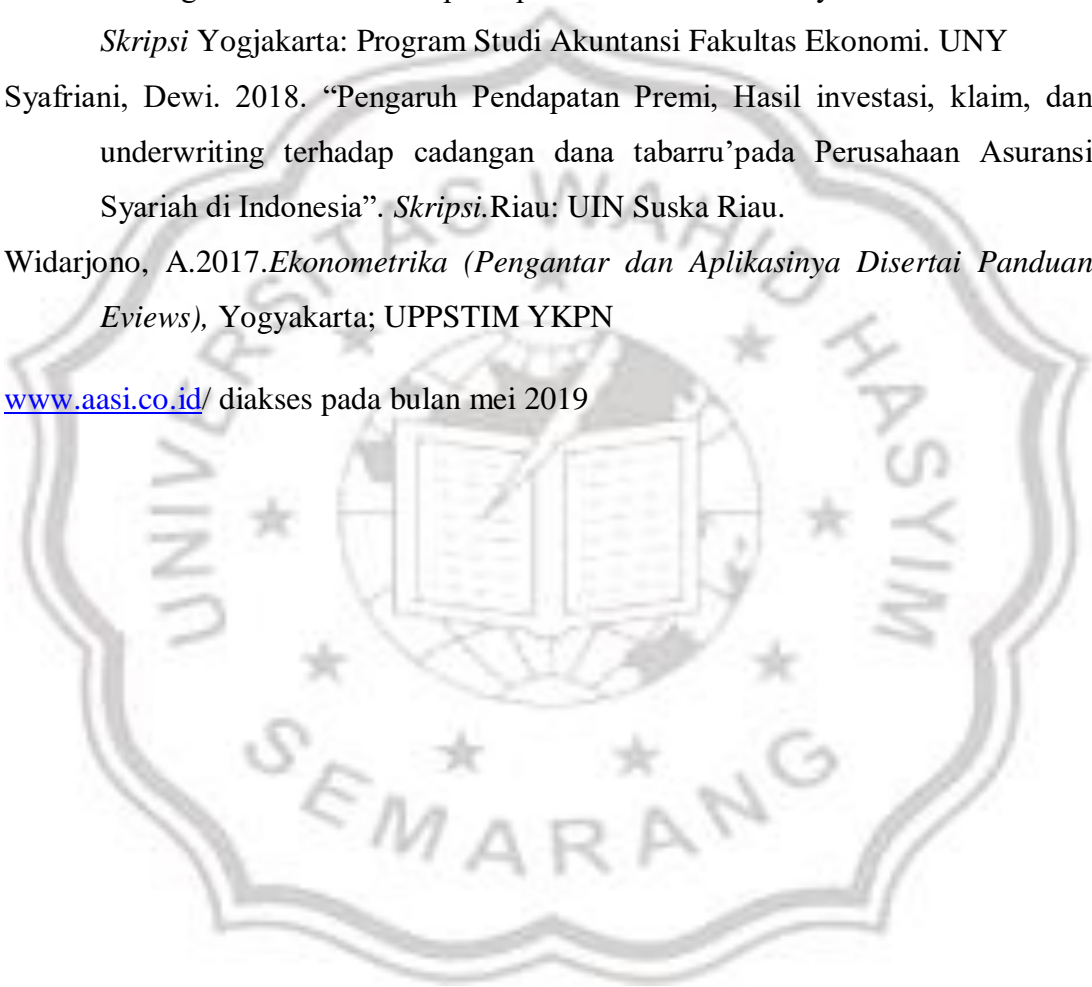 Skripsi Yogjakarta: Program Studi Akuntansi Fakultas Ekonomi. UNY
Syafriani, Dewi. 2018. “Pengaruh Pendapatan Premi, Hasil investasi, klaim, dan
underwriting terhadap cadangan dana tabarru’pada Perusahaan Asuransi
Syariah di Indonesia”. Skripsi.Riau: UIN Suska Riau.
Widarjono, A.2017.Ekonometrika (Pengantar dan Aplikasinya Disertai Panduan
Eviews), Yogyakarta; UPPSTIM YKPN
www.aasi.co.id/ diakses pada bulan mei 2019
UNIVERSITAS WAHID HASYIM
SEMARANG